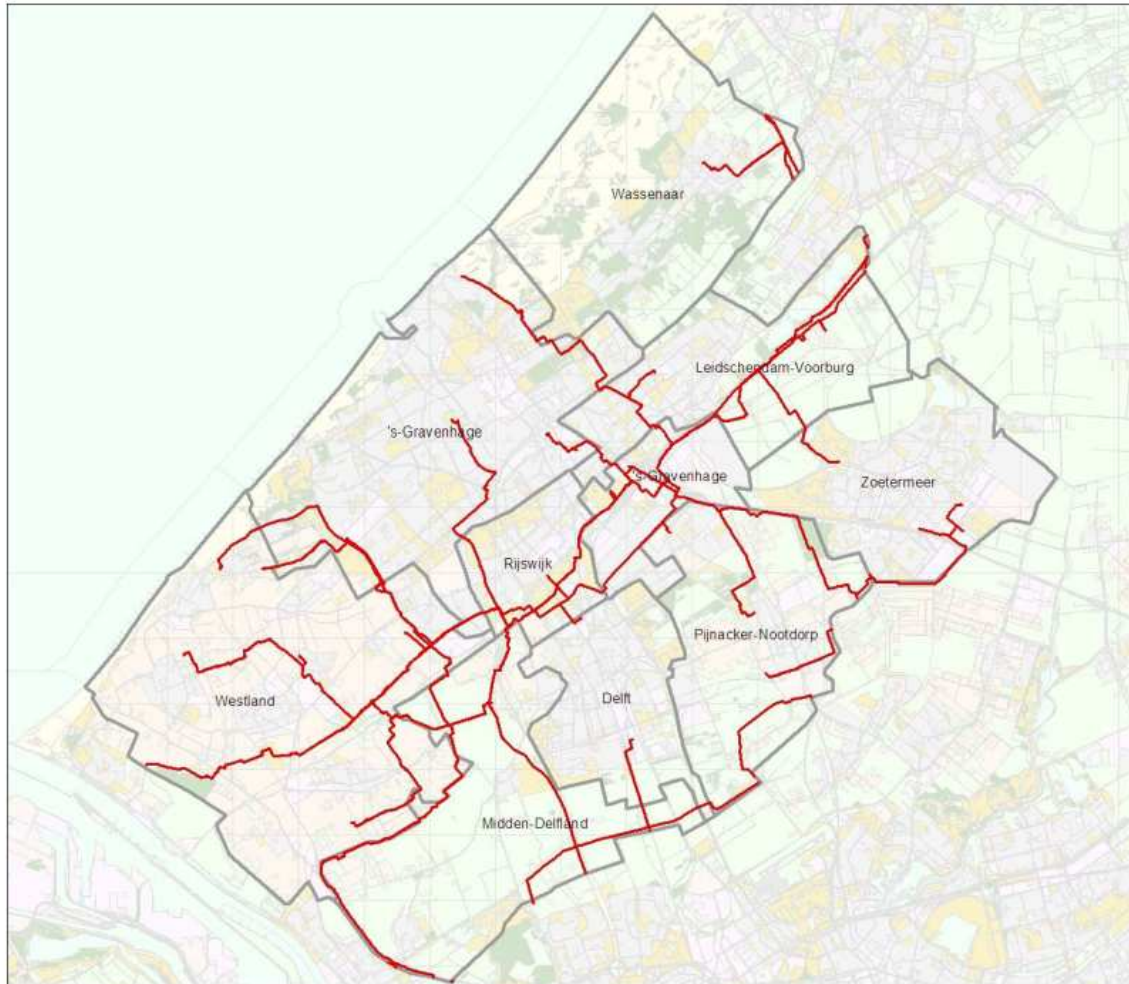 Wassenaar
Leidschendam-Voorburg
's-Gravenhage
's-Gravenhage
Zoetermeer
Rijswijk
Pijnacker-Nootdorp
Westland
Delft
Midden-Delfland